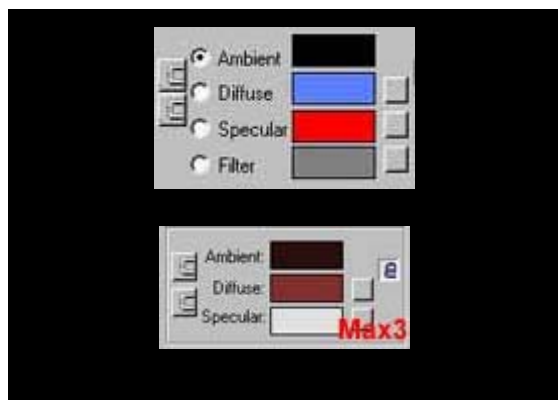 Ambient
Diffuse
Specular
Filter
Ambient:
Diffuse:
Specular:
Max3